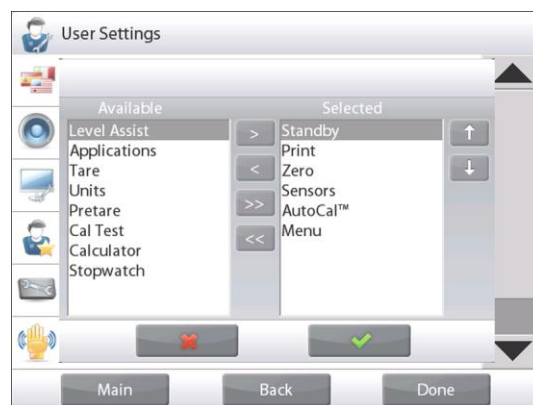 User Settings
Available
Selected
Level Assist
Applications
Tare
Units
Pretare
Cal Test
Calculator
Stopwatch
>
<
>>
<<
Standby
Print
Zero
Sensors
AutoCal™
Menu
Main
Back
Done